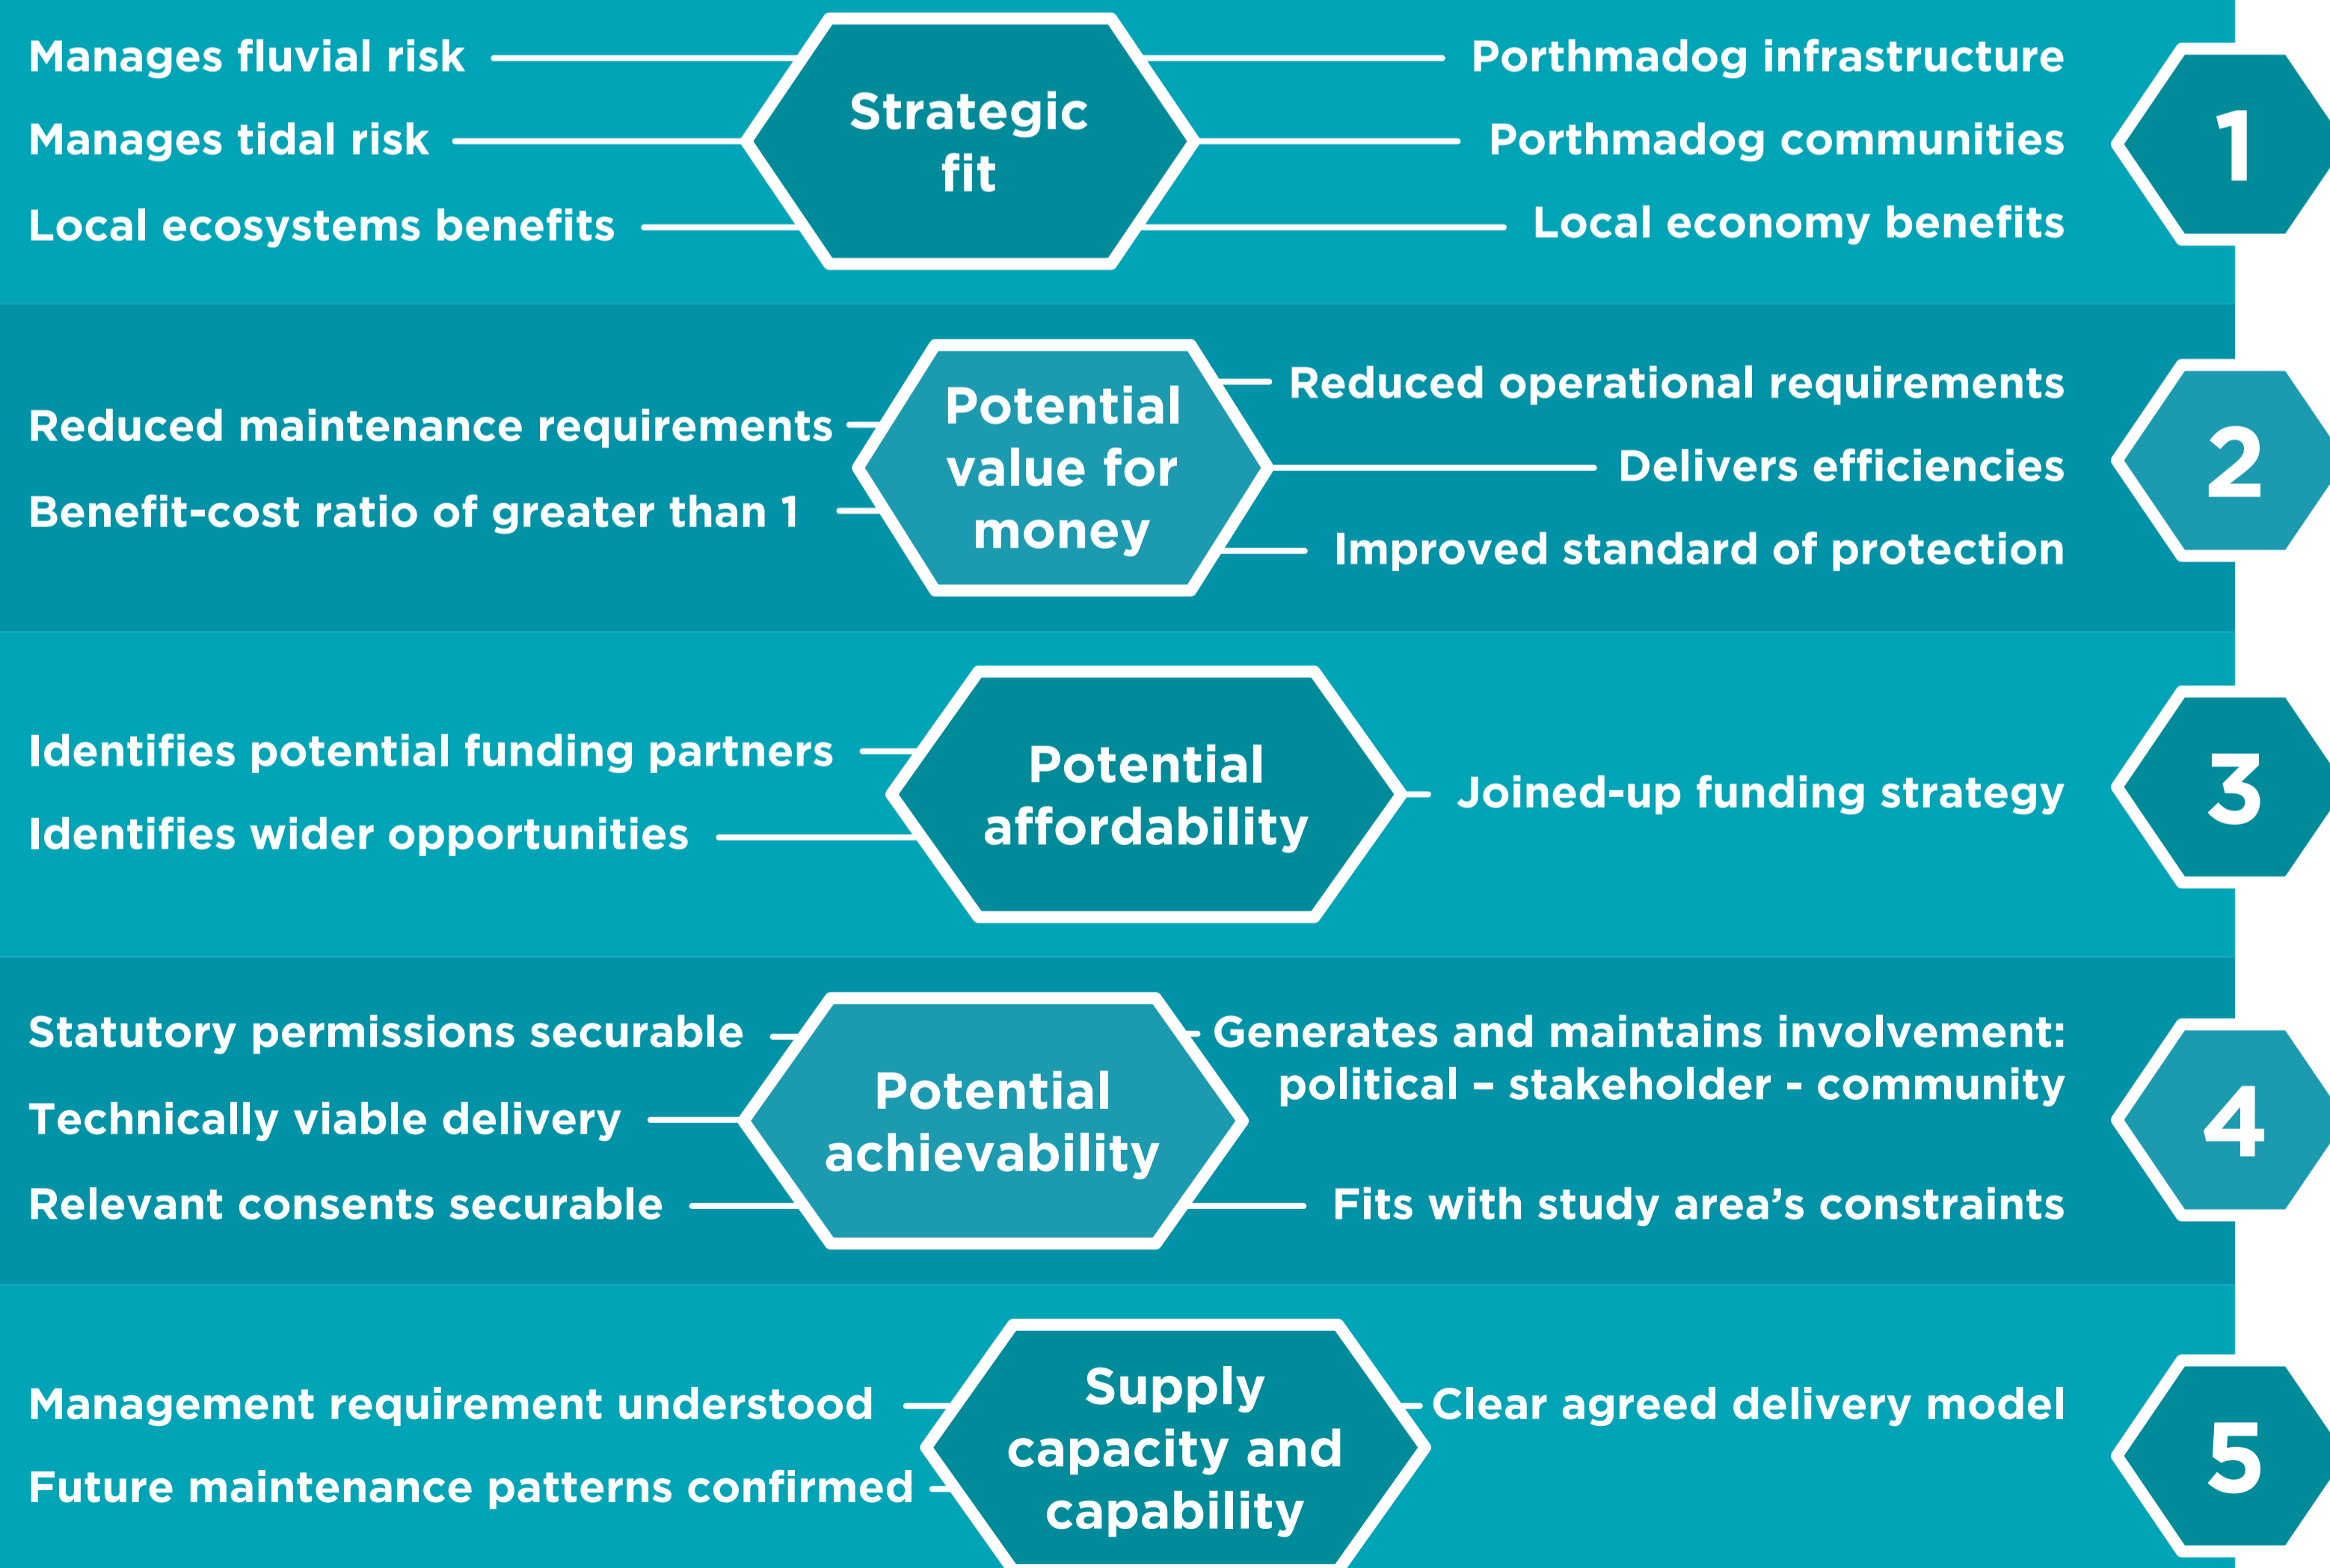 Manages fluvial risk
Manages tidal risk
Local ecosystems benefits
Strategic
fit
Porthmadog infrastructure
Porthmadog communities
Local economy benefits
1
Reduced maintenance requirements
Benefit-cost ratio of greater than 1
Potential
value for
money
Reduced operational requirements
Delivers efficiencies
Improved standard of protection
2
Identifies potential funding partners
Identifies wider opportunities
Potential
affordability
Joined-up funding strategy
3
Statutory permissions securable
Technically viable delivery
Relevant consents securable
Potential
achievability
Generates and maintains involvement:
political – stakeholder - community
Fits with study area’s constraints
4
Management requirement understood
Future maintenance patterns confirmed
Supply
capacity and
capability
Clear agreed delivery model
5